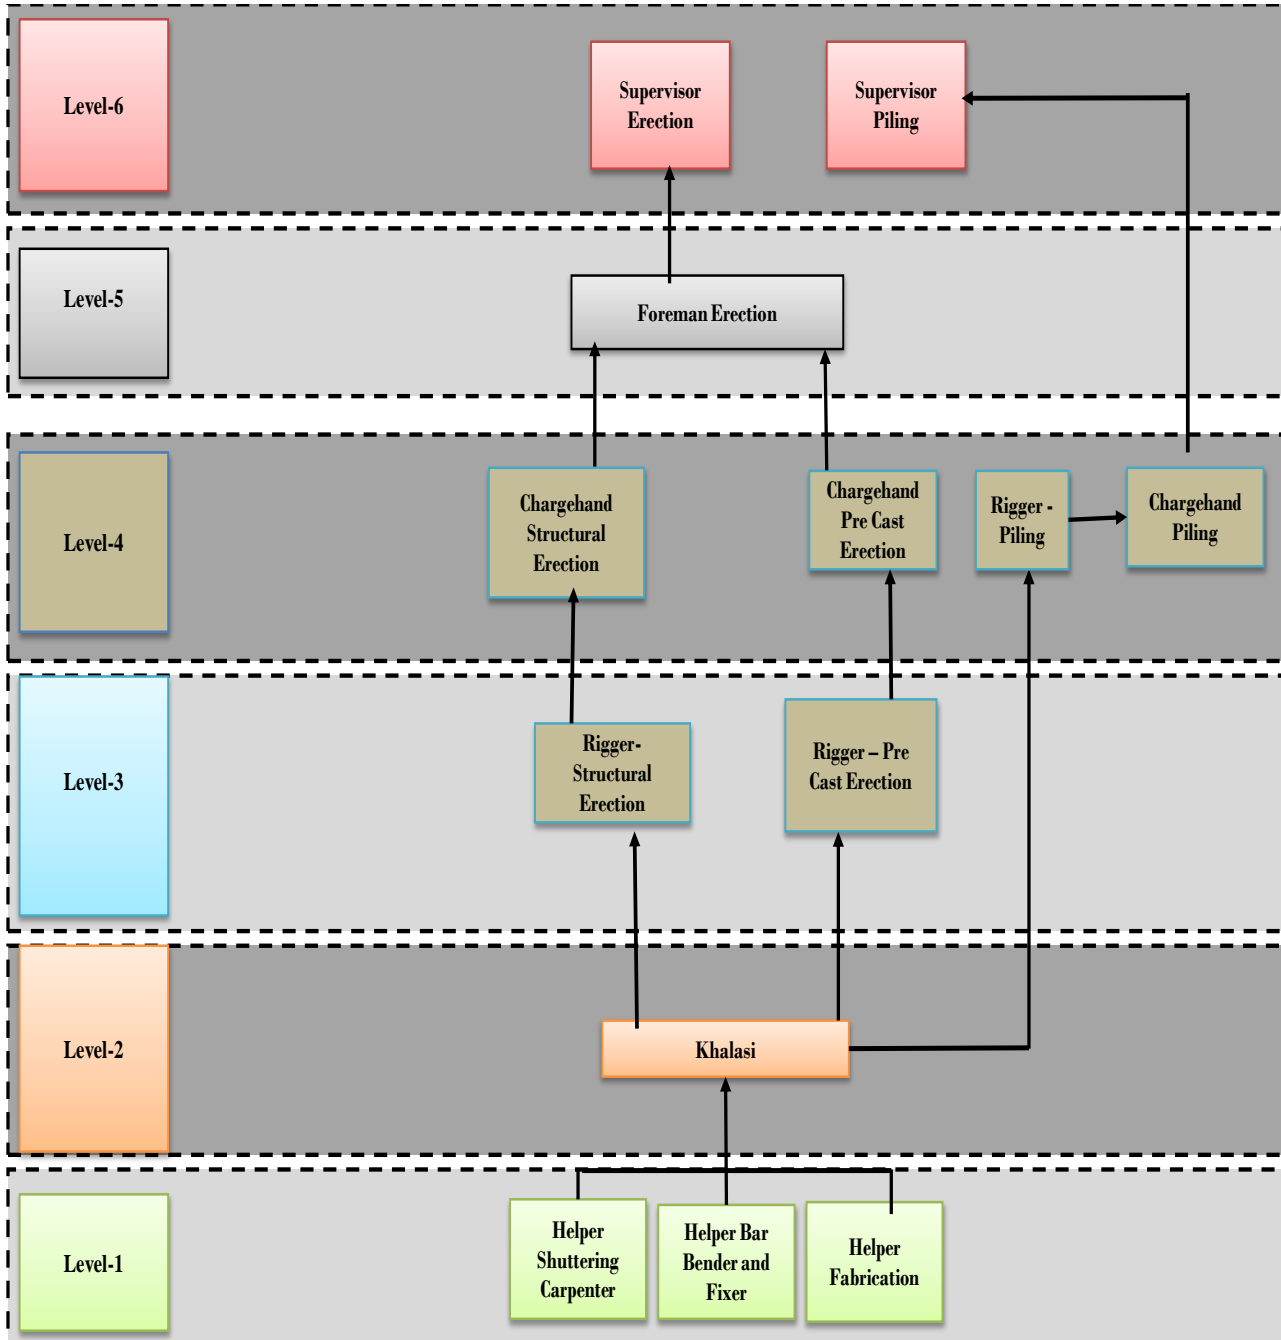 Level-6
Supervisor
Erection
Supervisor
Piling
Level-5
Foreman Erection
Level-4
Chargehand
Structural
Erection
Chargehand
Pre Cast
Erection
Rigger -
Piling
Chargehand
Piling
Level-3
Rigger-
Structural
Erection
Rigger – Pre
Cast Erection
Level-2
Khalasi
Level-1
Helper
Shuttering
Carpenter
Helper Bar
Bender and
Fixer
Helper
Fabrication